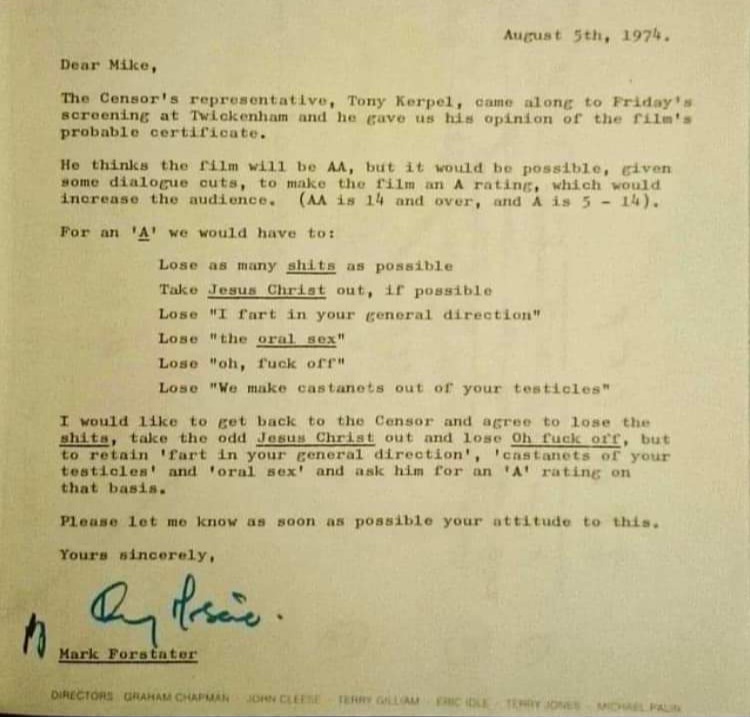 August 5th, 1974.
Dear Mike,
The Censor's representative, Tony Kerpel, came along to Friday's
screening at Twickenham and he gave us his opinion of the film's
probable certificate.
He thinks the film will be AA, but it would be possible, given
some dialogue cuts, to make the film an A rating, which would
increase the audience. (AA is 14 and over, and A is 5 - 14).
For an 'A' we would have to:
Lose as many shits as possible
Take Jesus Christ out, if possible
Lose "I fart in your general direction"
Lose "the oral sex"
Lose "oh, fuck off"
Lose "We make castanets out of your testicles"
I would like to get back to the Censor and agree to lose the
shits, take the odd Jesus Christ out and lose Oh fuck off, but
to retain 'fart in your general direction', 'castanets of your
testicles' and 'oral sex' and ask him for an 'A' rating on
that basis.
Please let me know as soon as possible your attitude to this.
Yours sincerely,
Mark Forstater
DIRECTORS GRAHAM CHAPMAN JOHN CLEESE TERRY GILLIAM ERIC IDLE TERRY JONES MICHAEL PALIN